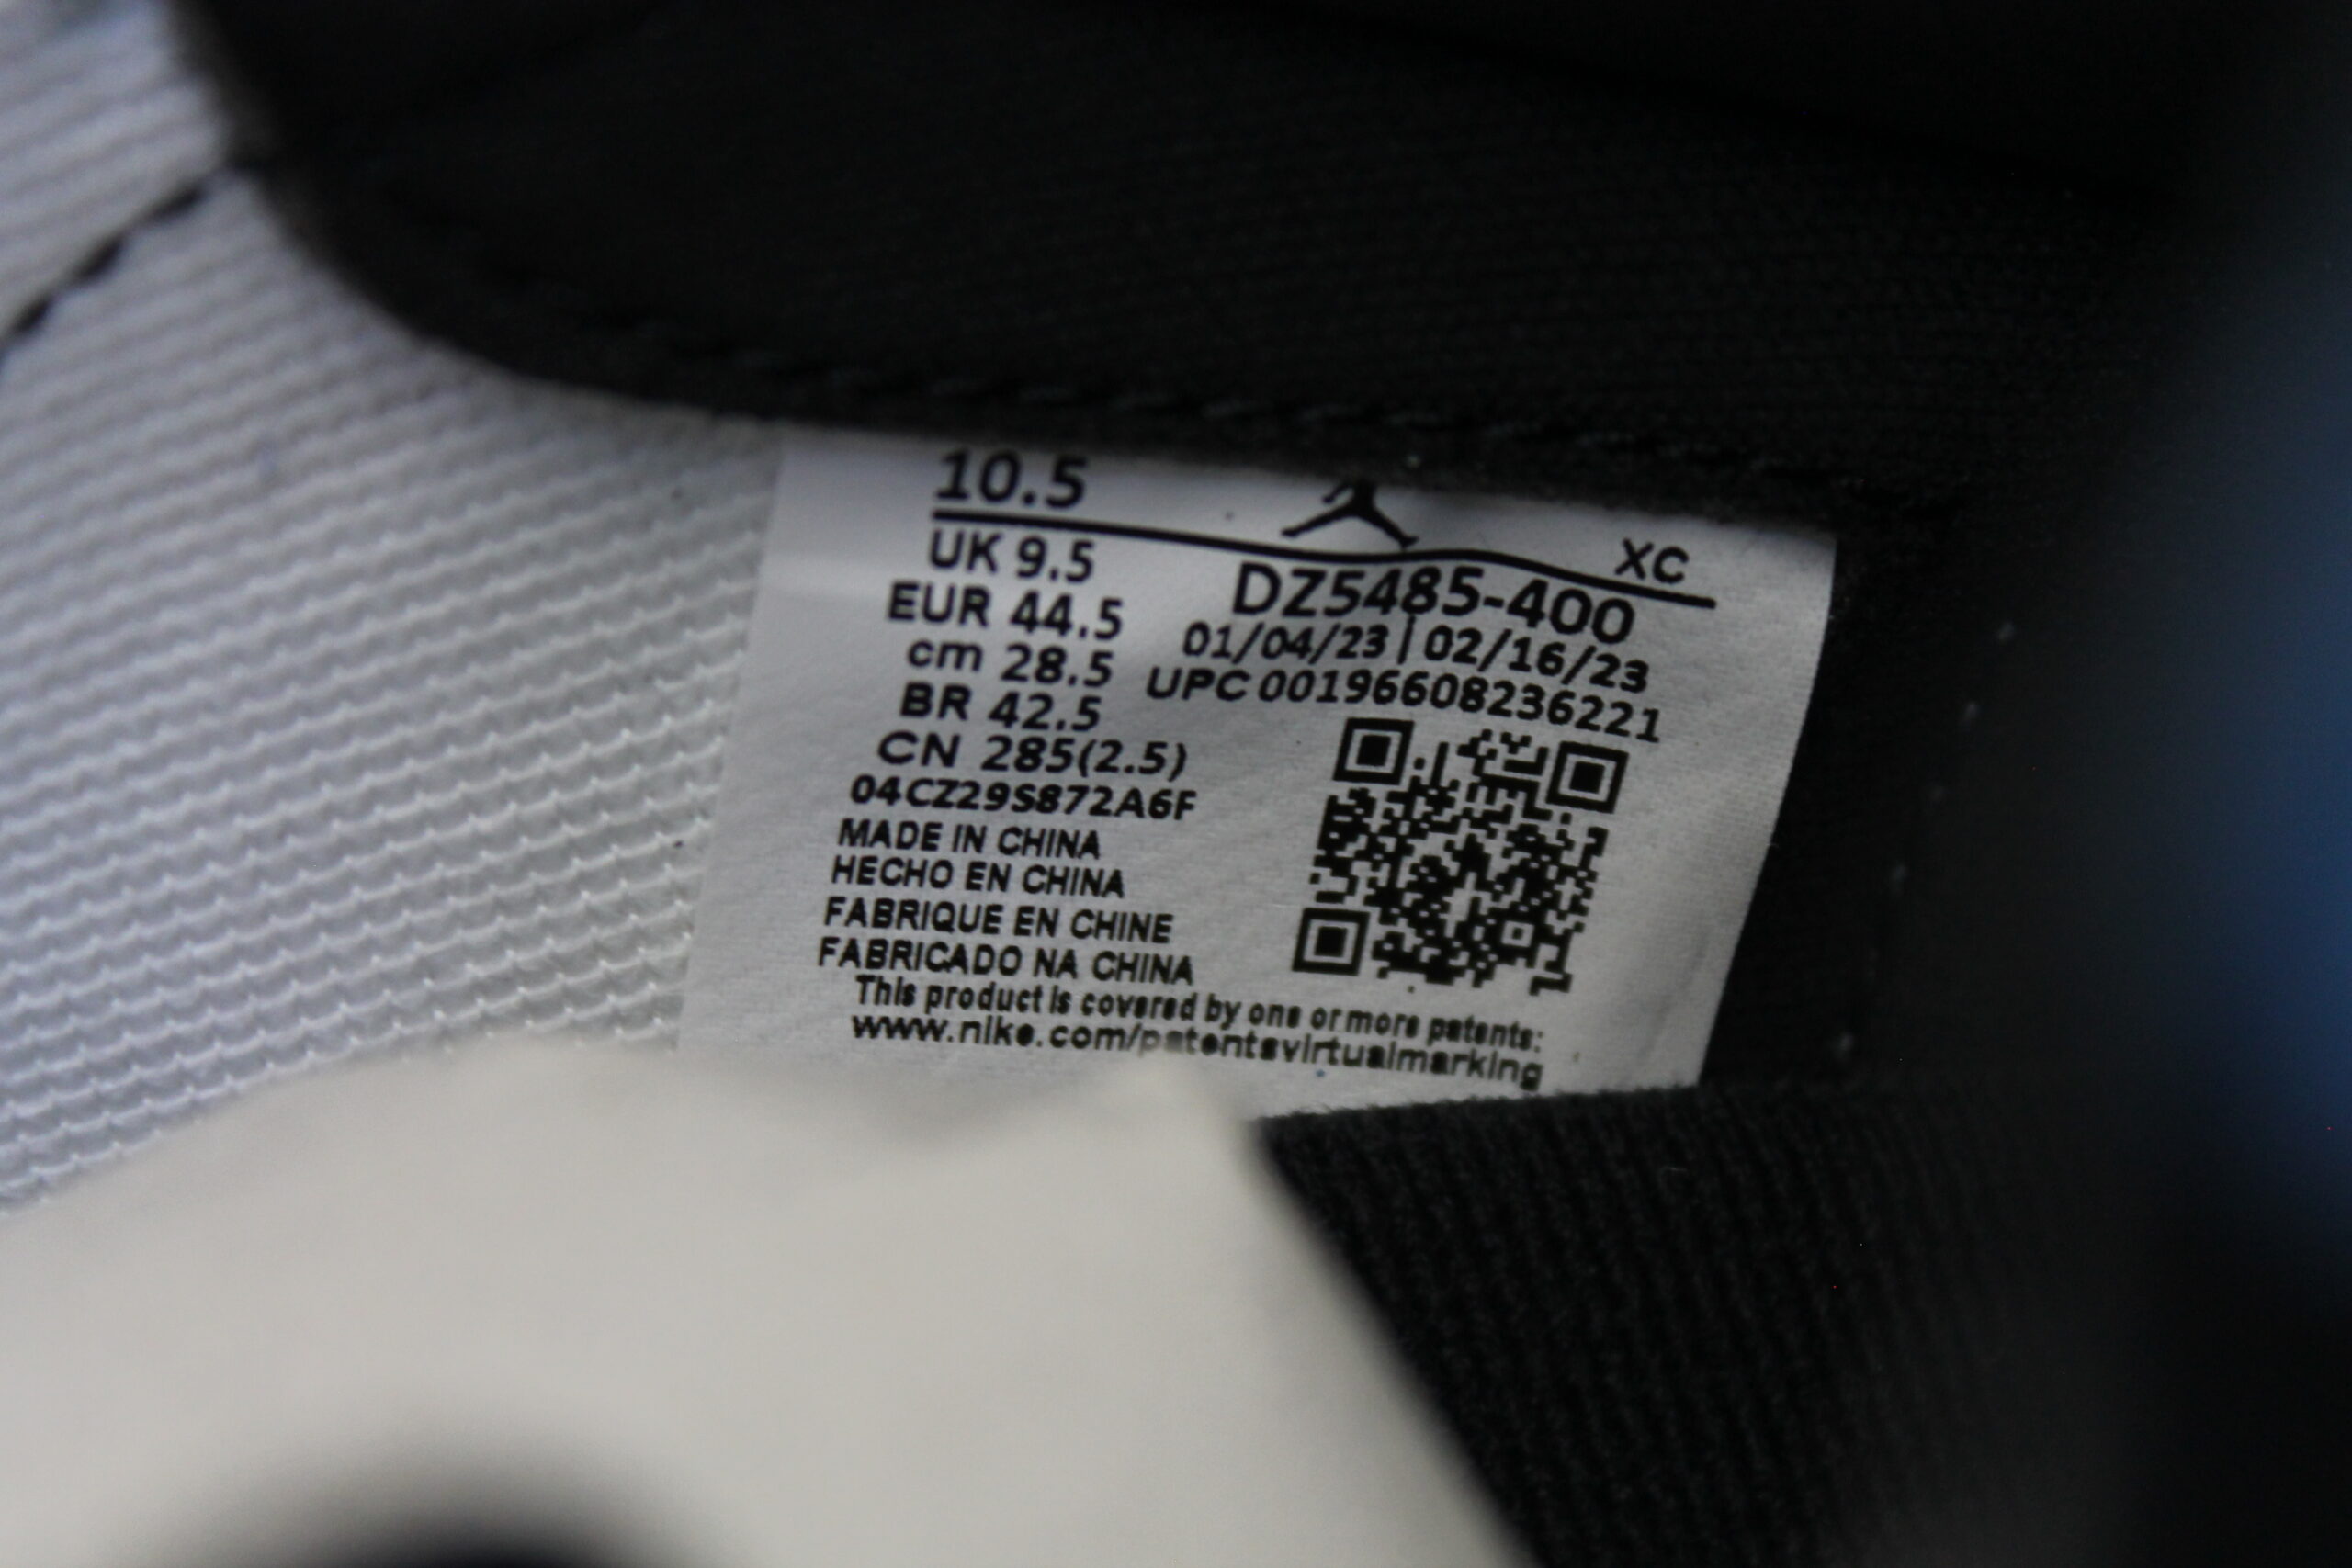 10.5
XC
UK 9.5
DZ5485-400
EUR 44.5
01/04/23 | 02/16/23
cm 28.5
UPC 00196608236221
BR 42.5
CN 285(2.5)
04CZ29S872A6F
MADE IN CHINA
HECHO EN CHINA
FABRIQUE EN CHINE
FABRICADO NA CHINA
This product is covered by one or more patents:
www.nike.com/patentsvirtualmarking